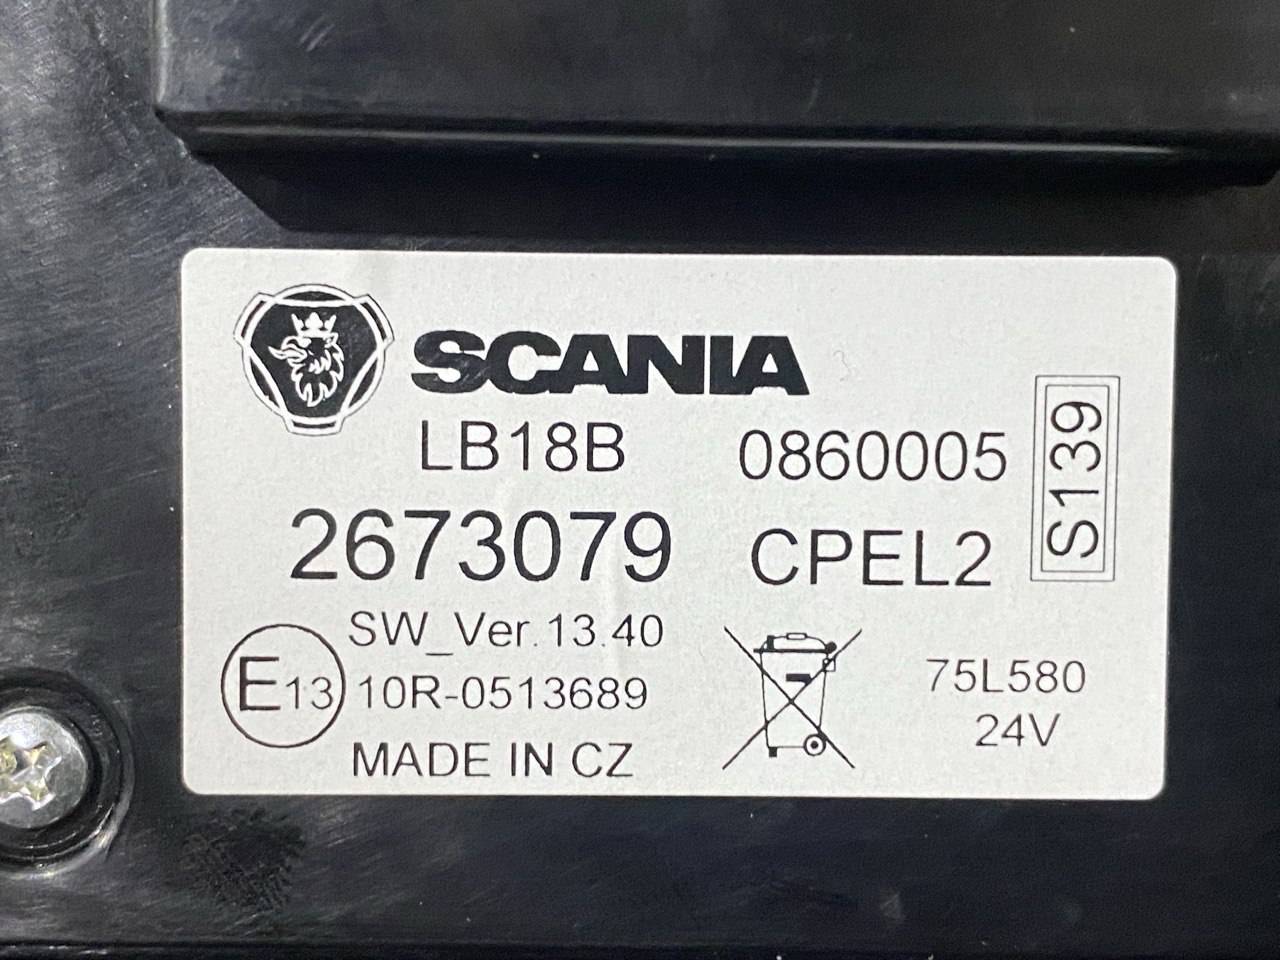 SCANIA
LB18B 0860005
S139
2673079 CPEL2
SW_Ver.13.40
E13 10R-0513689
75L580
24V
MADE IN CZ